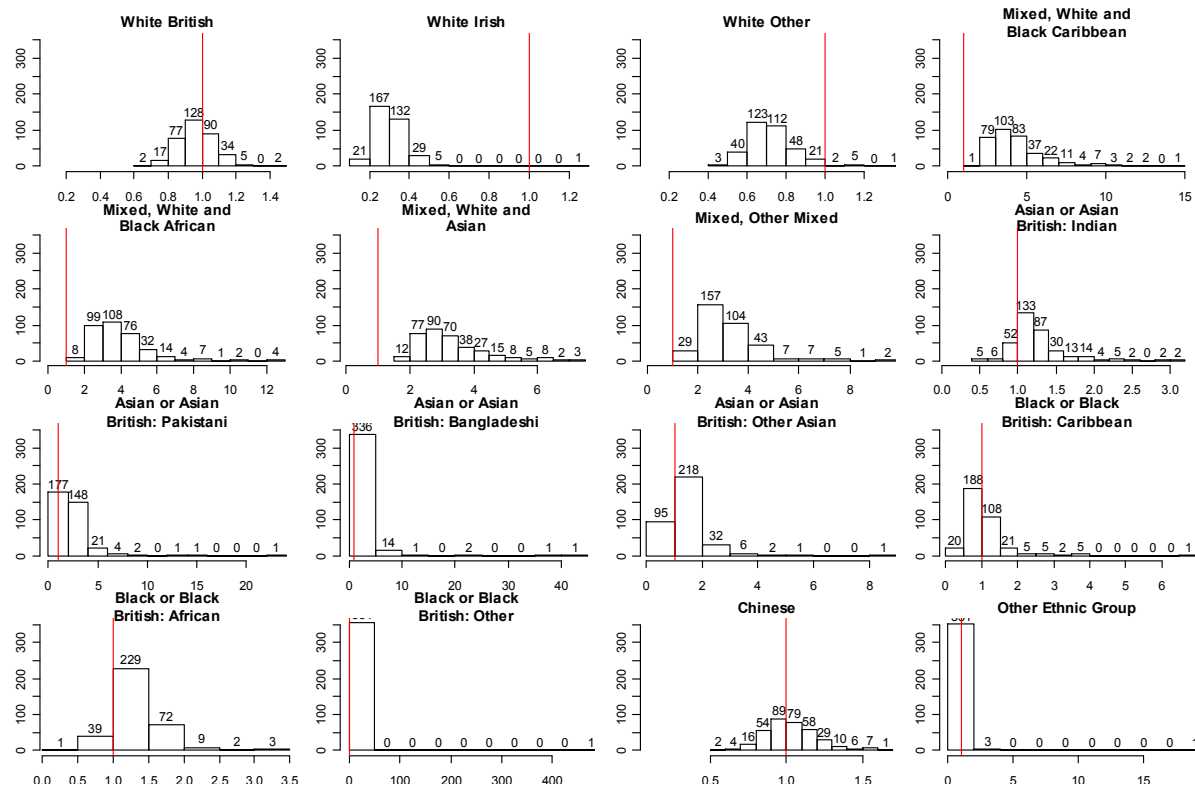 White British
0 100 200 300
2 17 77 128 90 34 5 0 2
0.2 0.6 1.0 1.4
White Irish
0 100 200 300
21 167 132 29 5 0 0 0 0 0 0 1
0.2 0.4 0.6 0.8 1.0 1.2
White Other
0 100 200 300
3 40 123 112 48 21 2 5 0 1
0.2 0.4 0.6 0.8 1.0 1.2
Mixed, White and
Black Caribbean
0 100 200 300
1 79 103 83 37 22 11 4 7 3 2 2 0 1
5 10 15
Mixed, White and
Black African
0 100 200 300
8 99 108 76 32 14 4 7 1 2 0 4
0 2 4 6 8 10 12
Mixed, White and
Asian
0 100 200 300
12 77 90 70 38 27 15 8 5 8 2 3
0 2 4 6
Mixed, Other Mixed
0 100 200 300
29 157 104 43 7 7 5 1 2
0 2 4 6 8
Asian or Asian
British: Indian
0 100 200 300
5 6 52 133 87 30 13 14 4 5 2 0 2 2
0.0 0.5 1.0 1.5 2.0 2.5 3.0
Asian or Asian
British: Pakistani
0 100 200 300
177 148 21 4 2 0 1 1 0 0 0 1
0 5 10 15 20
Asian or Asian
British: Bangladeshi
0 100 200 300
336 14 1 0 2 0 0 1 1
0 10 20 30 40
Asian or Asian
British: Other Asian
0 100 200 300
95 218 32 6 2 1 0 0 1
0 2 4 6 8
Black or Black
British: Caribbean
0 100 200 300
20 188 108 21 5 5 2 5 0 0 0 0 0 1
0 1 2 3 4 5 6
Black or Black
British: African
0 100 200 300
1 39 229 72 9 2 3
0.0 0.5 1.0 1.5 2.0 2.5 3.0 3.5
Black or Black
British: Other
0 100 200 300
0 0 0 0 0 0 0 0 1
0 100 200 300 400
Chinese
0 100 200 300
2 4 16 54 89 79 58 29 10 6 7 1
0.5 1.0 1.5
Other Ethnic Group
0 100 200 300
3 0 0 0 0 0 0 0 1
0 5 10 15